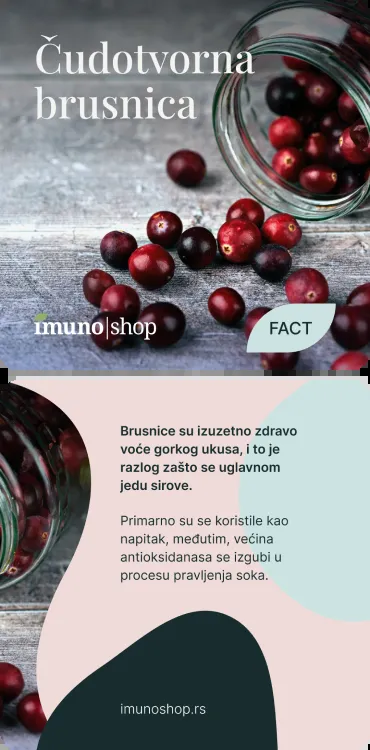 Čudotvorna
brusnica
imuno|shop
FACT
Brusnice su izuzetno zdravo
voće gorkog ukusa, i to je
razlog zašto se uglavnom
jedu sirove.
Primarno su se koristile kao
napitak, međutim, većina
antioksidanasa se izgubi u
procesu pravljenja soka.
imunoshop.rs